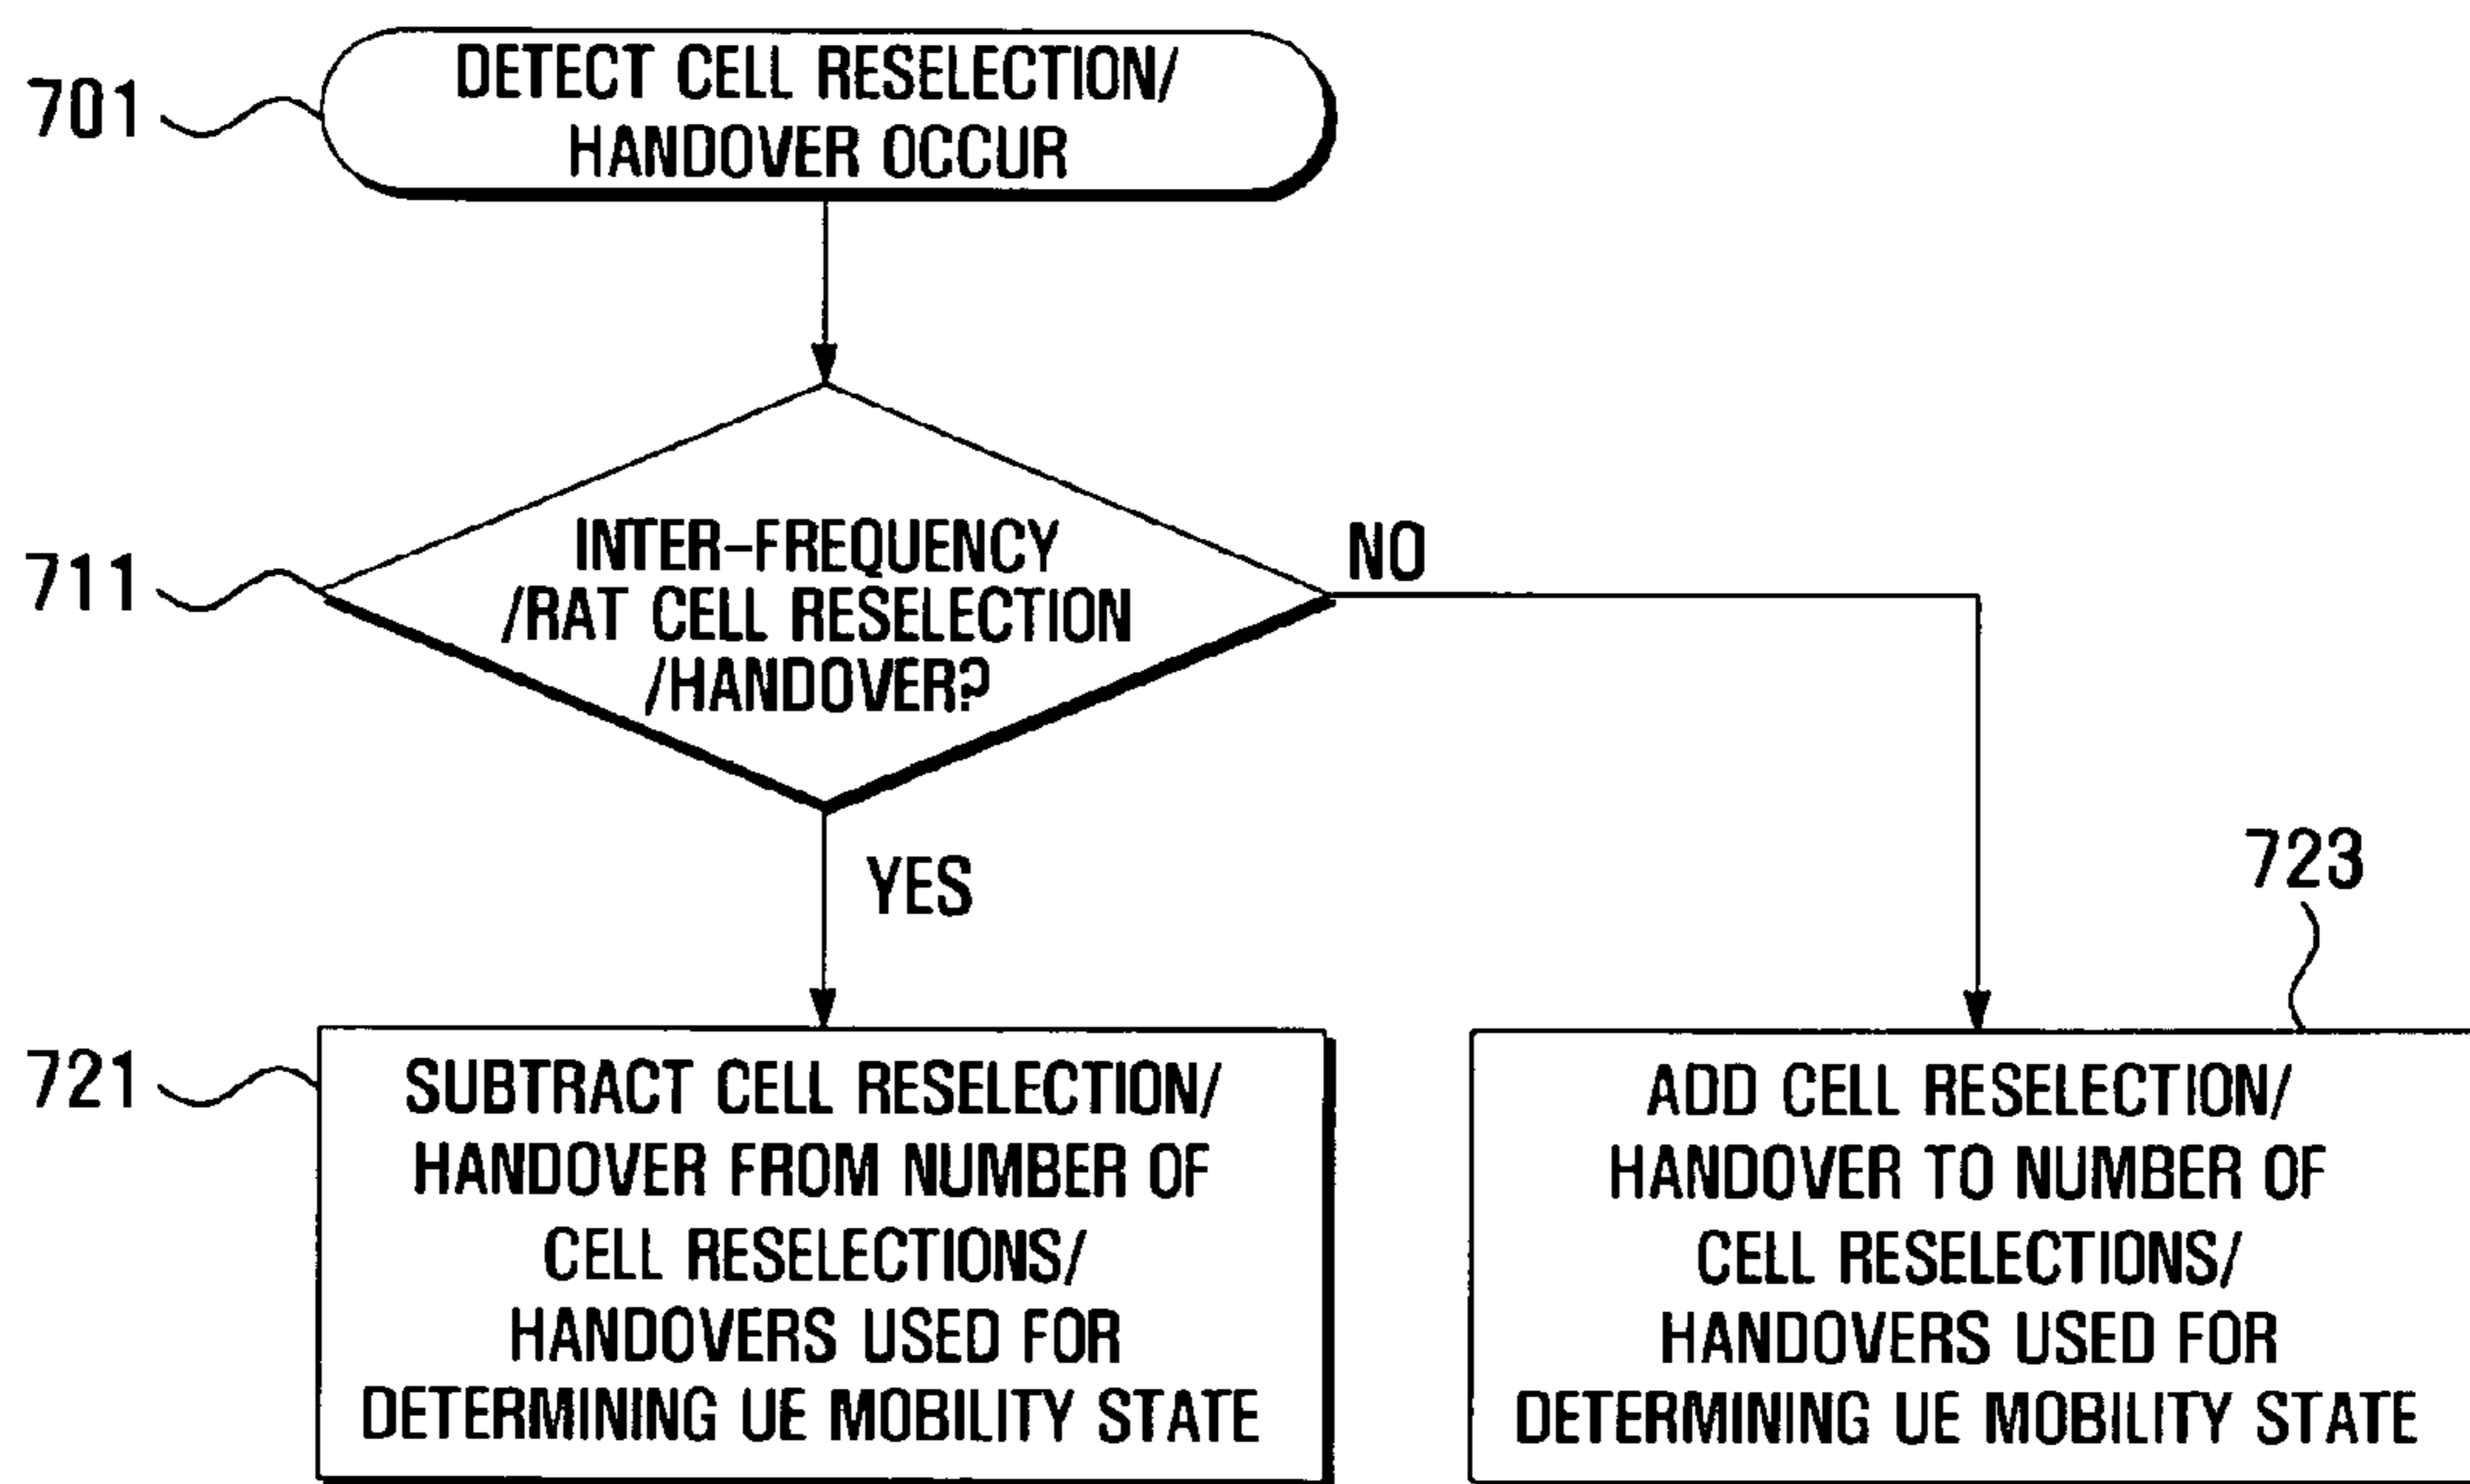 701
DETECT CELL RESELECTION/
HANDOVER OCCUR
711
INTER-FREQUENCY
/RAT CELL RESELECTION
/HANDOVER?
NO
YES
721
SUBTRACT CELL RESELECTION/
HANDOVER FROM NUMBER OF
CELL RESELECTIONS/
HANDOVERS USED FOR
DETERMINING UE MOBILITY STATE
723
ADD CELL RESELECTION/
HANDOVER TO NUMBER OF
CELL RESELECTIONS/
HANDOVERS USED FOR
DETERMINING UE MOBILITY STATE